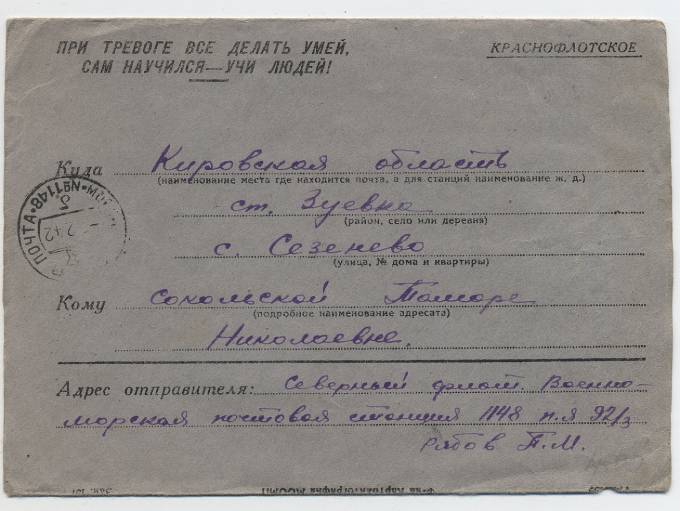 ПРИ ТРЕВОГЕ ВСЕ ДЕЛАТЬ УМЕЙ,
САМ НАУЧИЛСЯ—УЧИ ЛЮДЕЙ!
КРАСНОФЛОТСКОЕ
Куда Кировская область
(наименование места где находится почта, а для станций наименование ж. д.)
ст. Зуевка
(район, село или деревня)
с. Сезенево
(улица, № дома и квартиры)
ПОЧТА·№1148
Кому Сокольской Тамаре
(подробное наименование адресата)
Николаевне.
Адрес отправителя: Северный флот. Военно-
морская почтовая станция 1148 п.я 92/3
Рябов П.М.